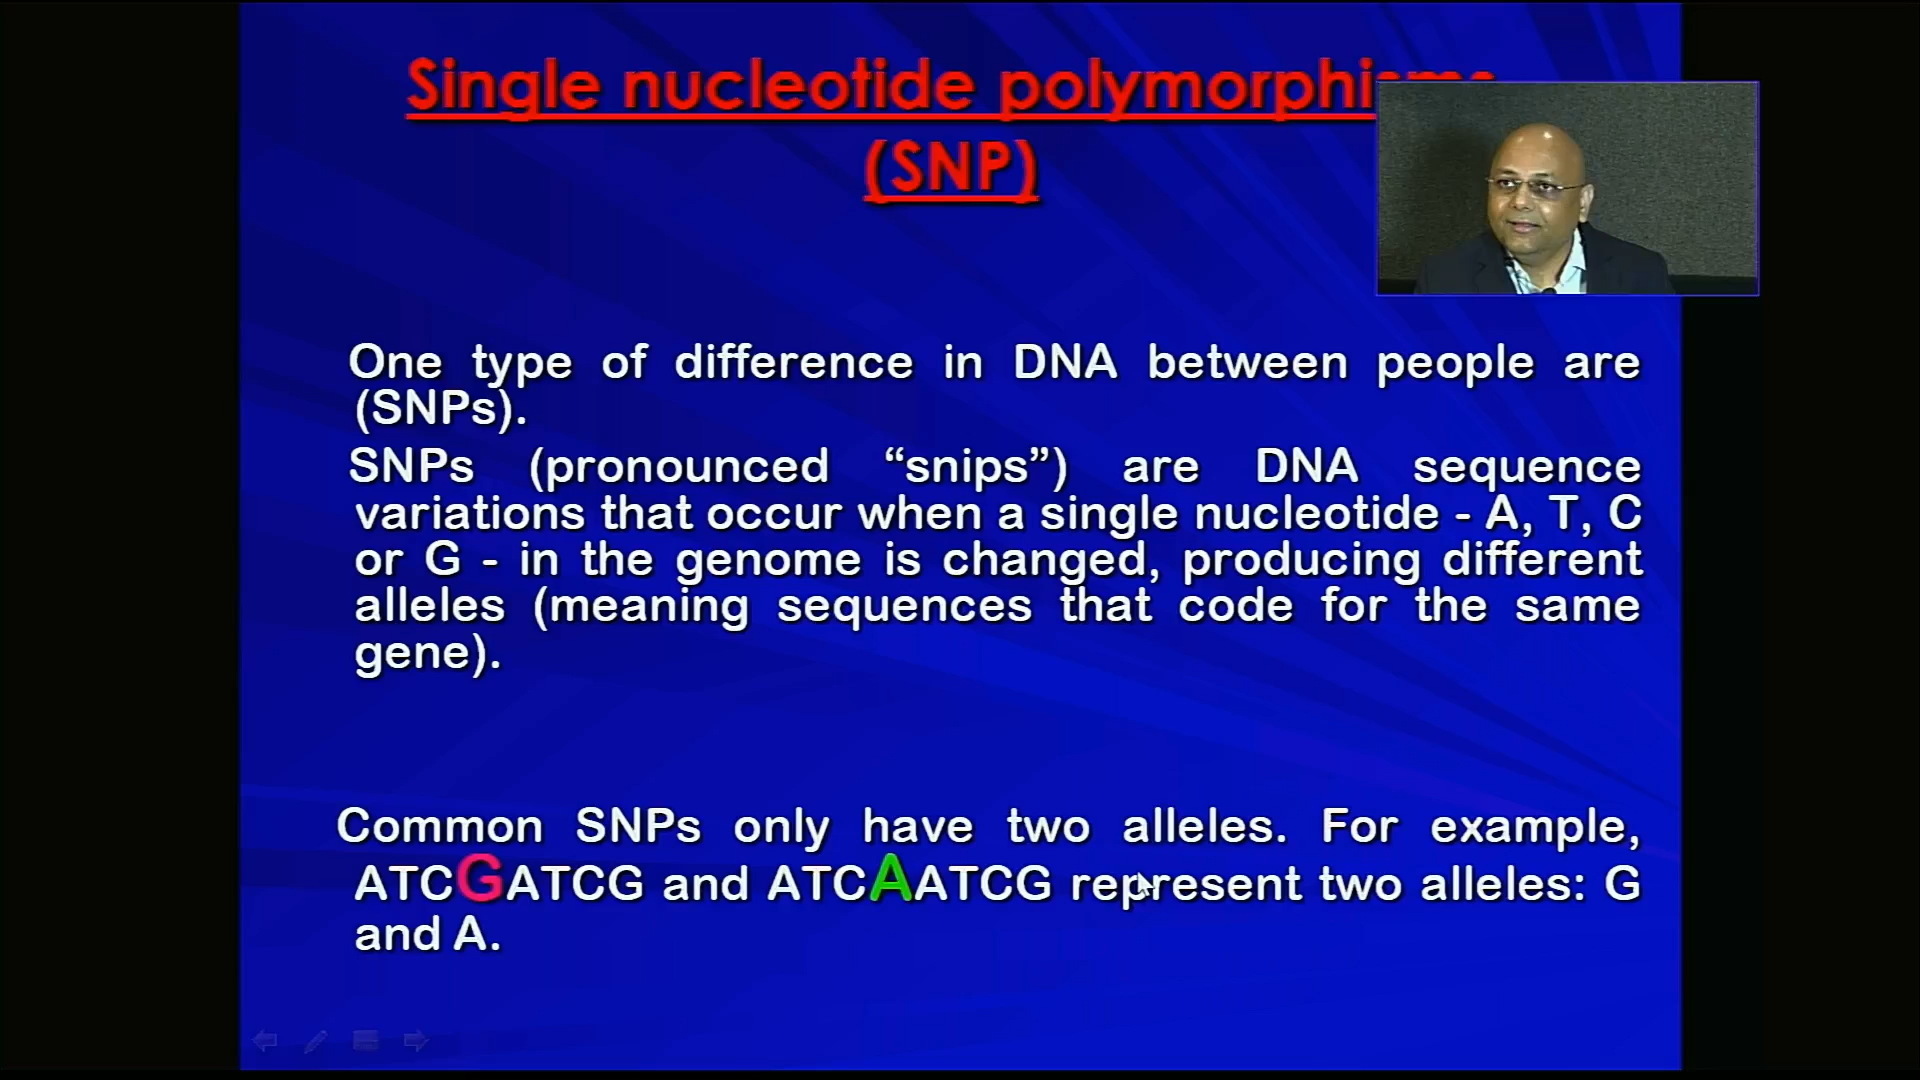 Single nucleotide polymorphisms
(SNP)
One type of difference in DNA between people are
(SNPs).
SNPs (pronounced “snips”) are DNA sequence
variations that occur when a single nucleotide - A, T, C
or G - in the genome is changed, producing different
alleles (meaning sequences that code for the same
gene).
Common SNPs only have two alleles. For example,
ATCGATCG and ATCAATCG represent two alleles: G
and A.